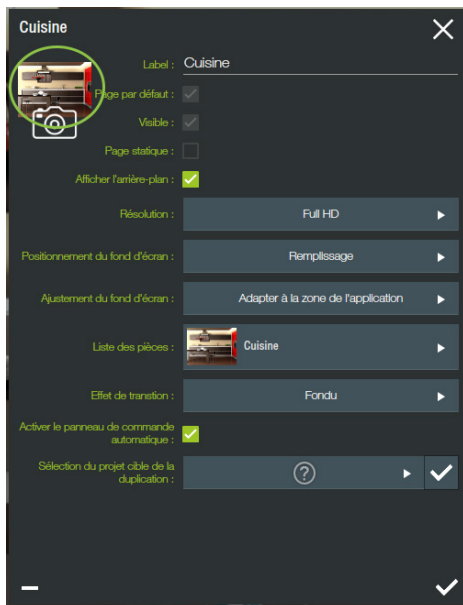 Cuisine
Label : Cuisine
Page par défaut :
Visible :
Page statique :
Afficher l'arrière-plan :
Résolution : Full HD
Positionnement du fond d'écran : Remplissage
Ajustement du fond d'écran : Adapter à la zone de l'application
Liste des pièces : Cuisine
Effet de transtion : Fondu
Activer le panneau de commande
automatique :
Sélection du projet cible de la
duplication : ?